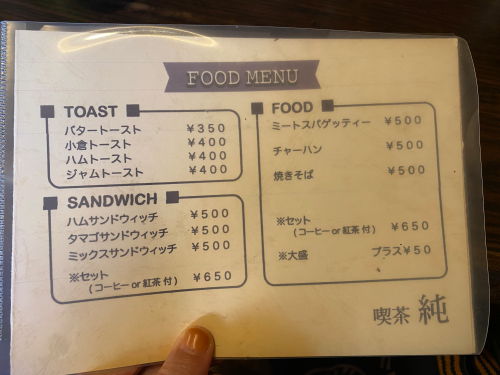 FOOD MENU
TOAST
バタートースト ¥350
小倉トースト ¥400
ハムトースト ¥400
ジャムトースト ¥400
SANDWICH
ハムサンドウィッチ ¥500
タマゴサンドウィッチ ¥500
ミックスサンドウィッチ ¥500
※セット
(コーヒー or 紅茶 付) ¥650
FOOD
ミートスパゲッティー ¥500
チャーハン ¥500
焼きそば ¥500
※セット
(コーヒー or 紅茶 付) ¥650
※大盛 プラス¥50
喫茶 純